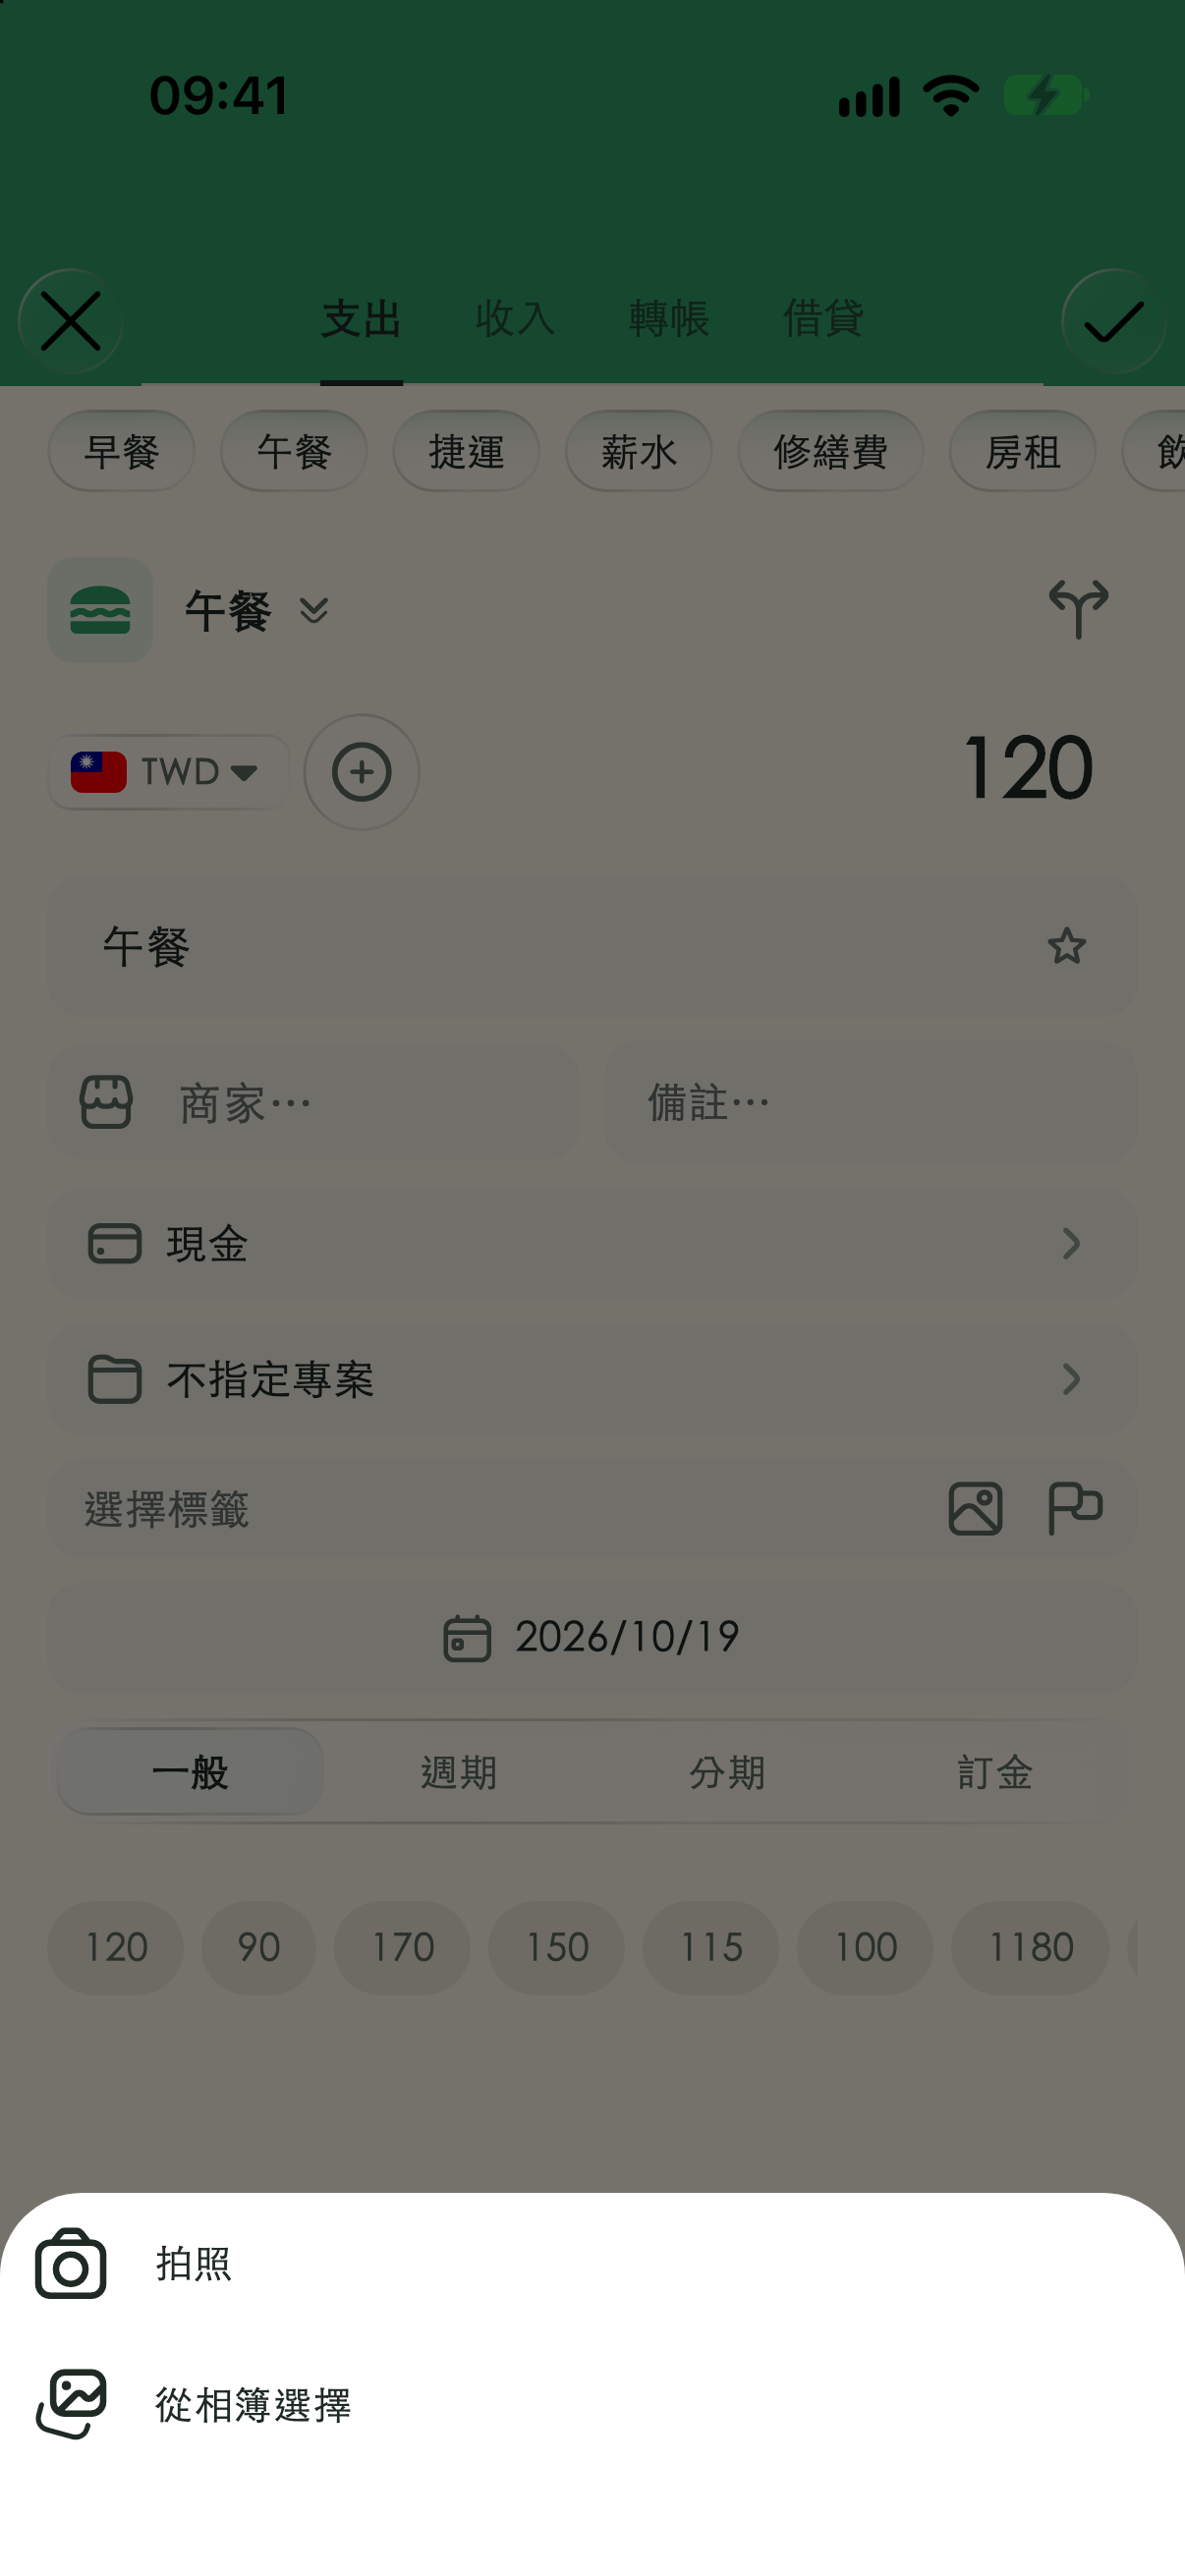 09:41
支出 收入 轉帳 借貸
早餐 午餐 捷運 薪水 修繕費 房租 飲
午餐
TWD 120
午餐
商家… 備註…
現金
不指定專案
選擇標籤
2026/10/19
一般 週期 分期 訂金
120 90 170 150 115 100 1180
拍照
從相簿選擇